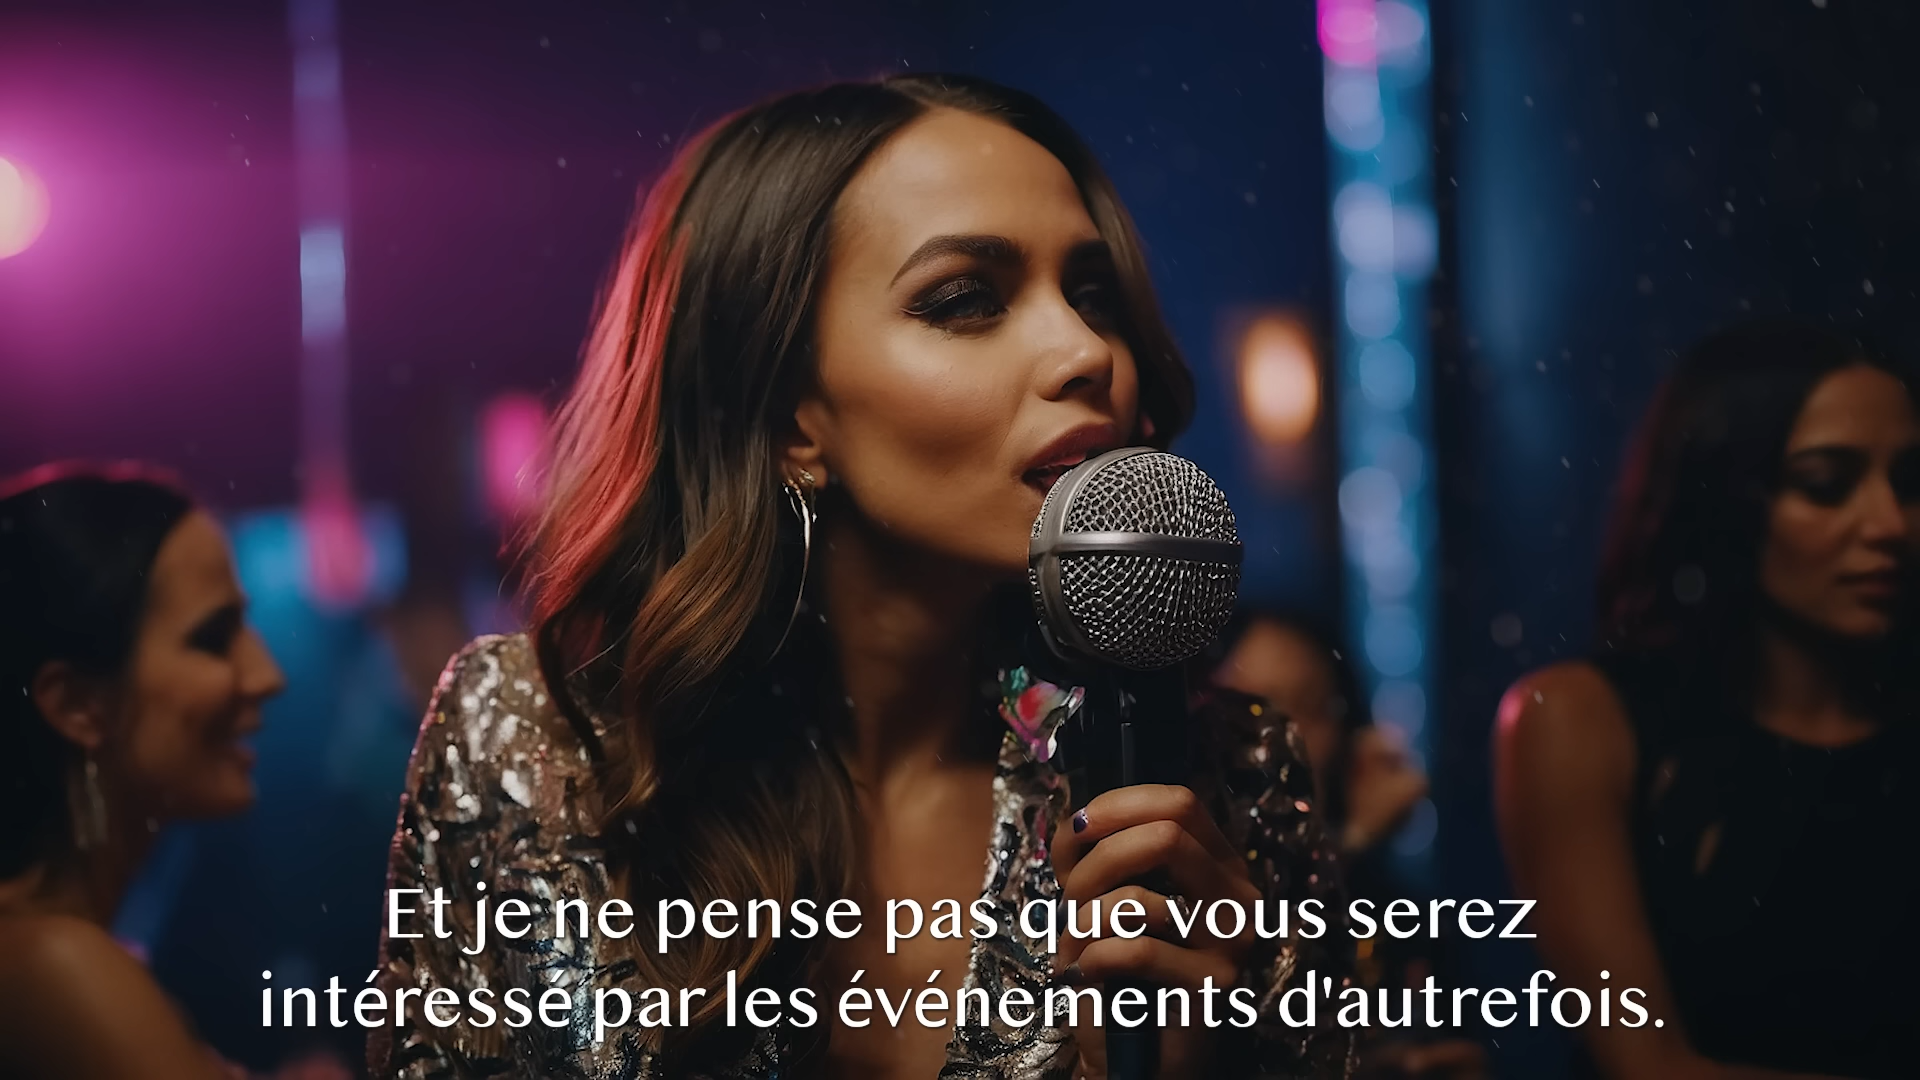 Et je ne pense pas que vous serez
intéressé par les événements d'autrefois.